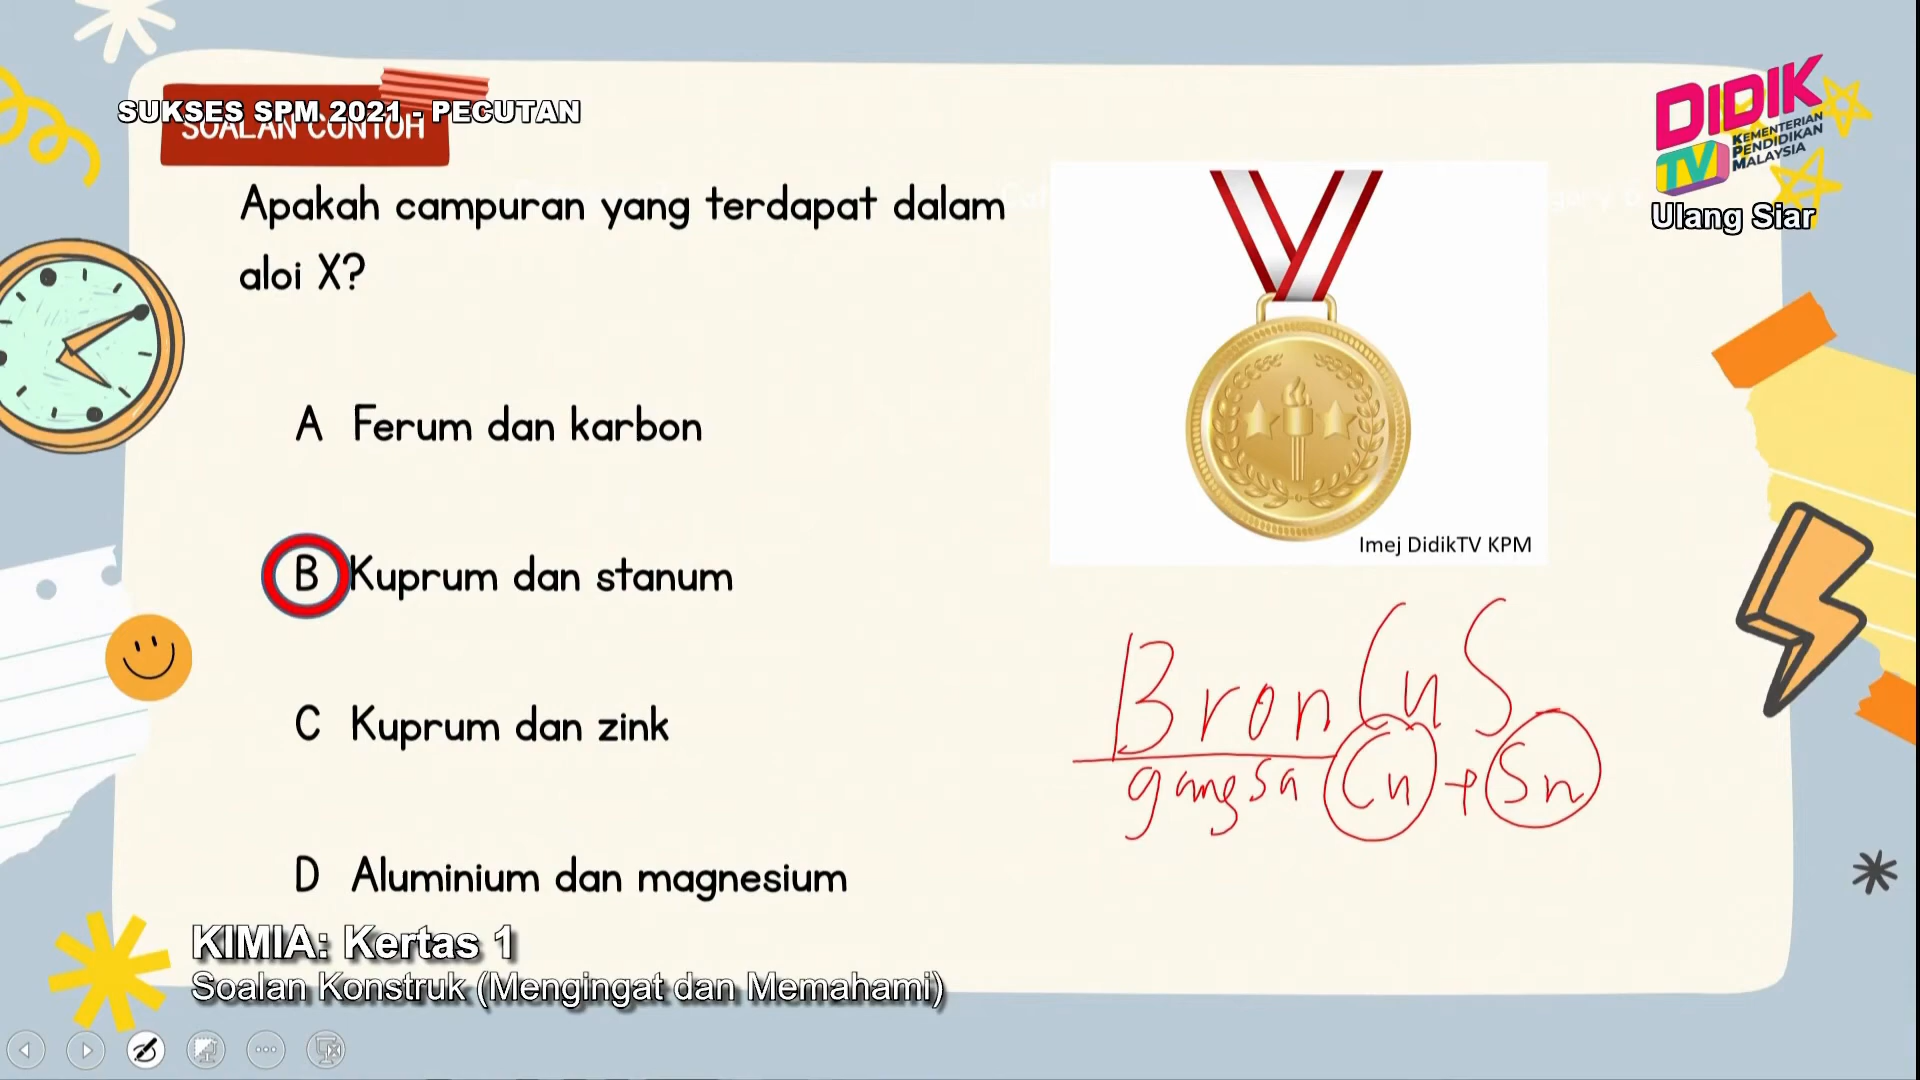 SUKSES SPM 2021 - PECUTAN
SOALAN CONTOH
Apakah campuran yang terdapat dalam
aloi X?
A Ferum dan karbon
B Kuprum dan stanum
C Kuprum dan zink
D Aluminium dan magnesium
DIDIK
TV
KEMENTERIAN
PENDIDIKAN
MALAYSIA
Ulang Siar
Imej DidikTV KPM
Bron Cu S
gangsa Cu + Sn
KIMIA: Kertas 1
Soalan Konstruk (Mengingat dan Memahami)